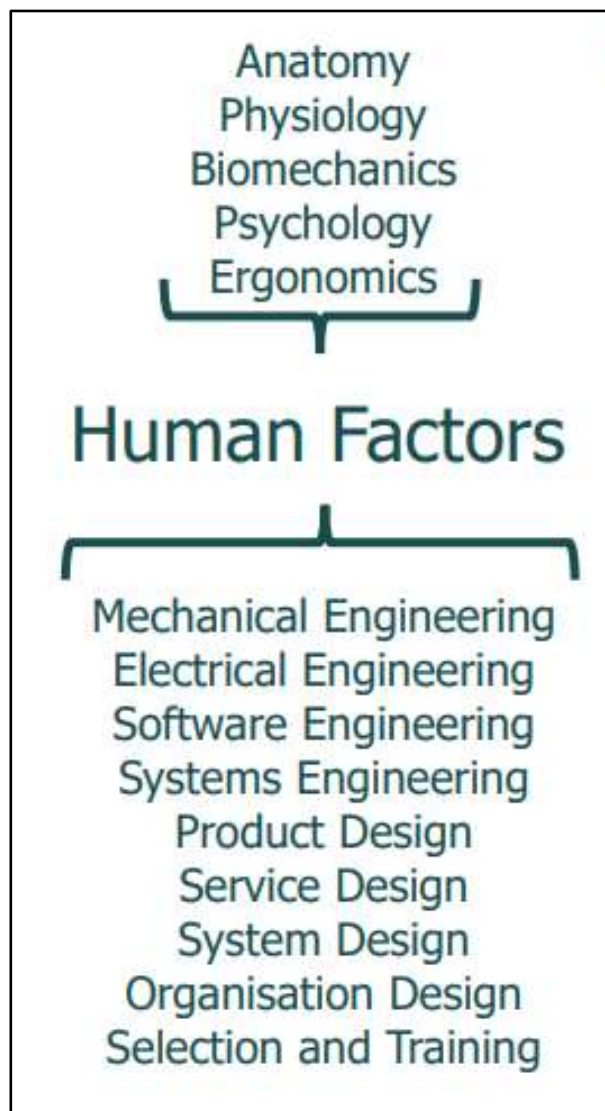 Anatomy
Physiology
Biomechanics
Psychology
Ergonomics
Human Factors
Mechanical Engineering
Electrical Engineering
Software Engineering
Systems Engineering
Product Design
Service Design
System Design
Organisation Design
Selection and Training